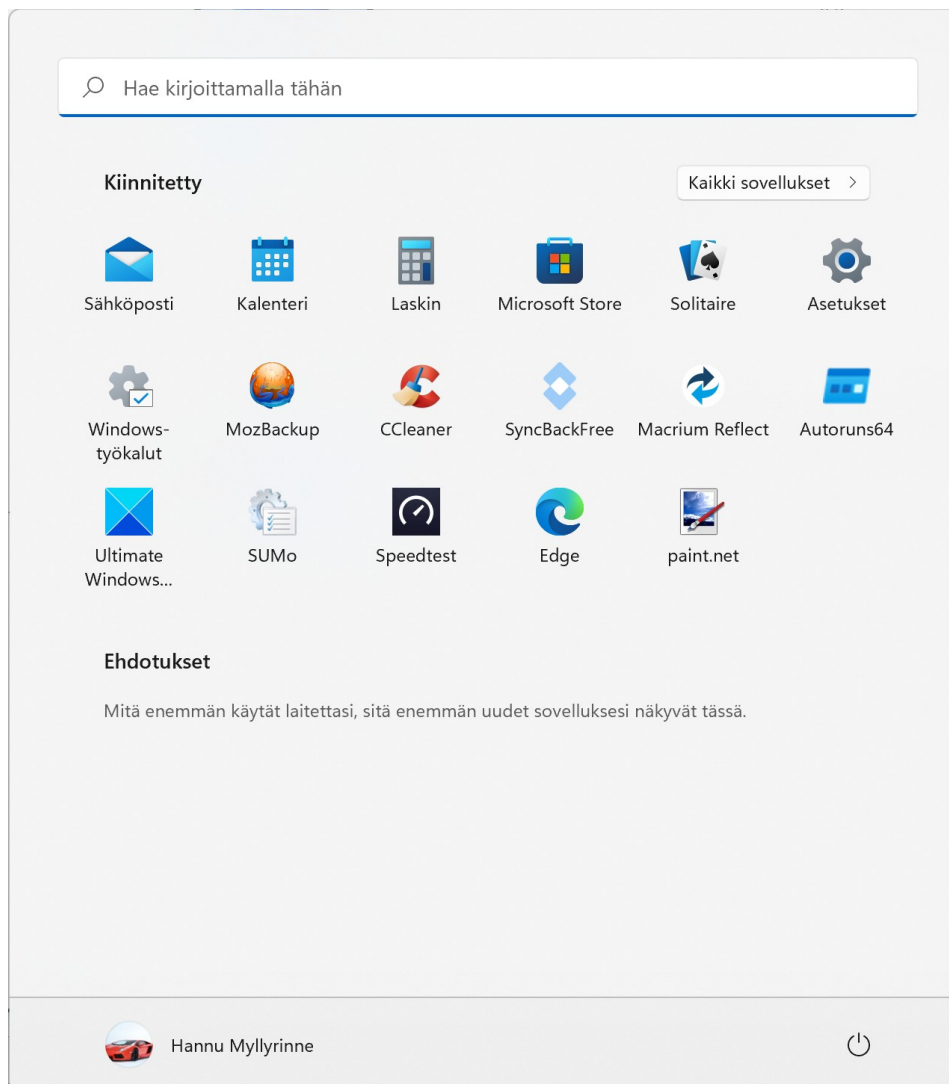 Hae kirjoittamalla tähän
Kiinnitetty
Kaikki sovellukset
Sähköposti
Kalenteri
Laskin
Microsoft Store
Solitaire
Asetukset
Windows-
työkalut
MozBackup
CCleaner
SyncBackFree
Macrium Reflect
Autoruns64
Ultimate
Windows...
SUMo
Speedtest
Edge
paint.net
Ehdotukset
Mitä enemmän käytät laitettasi, sitä enemmän uudet sovelluksesi näkyvät tässä.
Hannu Myllyrinne